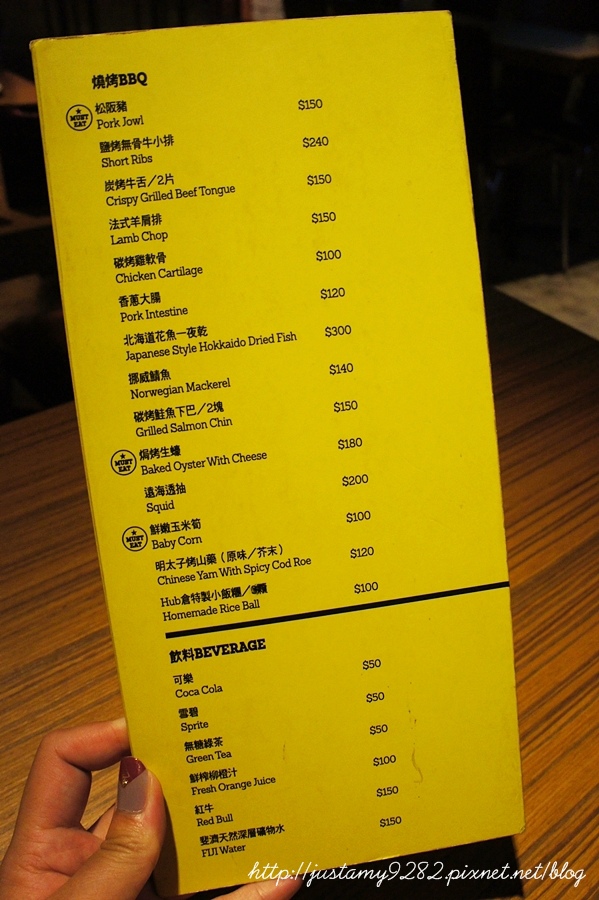 燒烤BBQ
MUST EAT
松阪豬 $150
Pork Jowl
鹽烤無骨牛小排 $240
Short Ribs
炭烤牛舌／2片 $150
Crispy Grilled Beef Tongue
法式羊肩排 $150
Lamb Chop
碳烤雞軟骨 $100
Chicken Cartilage
香蔥大腸 $120
Pork Intestine
北海道花魚一夜乾 $300
Japanese Style Hokkaido Dried Fish
挪威鯖魚 $140
Norwegian Mackerel
碳烤鮭魚下巴／2塊 $150
Grilled Salmon Chin
MUST EAT
焗烤生蠔 $180
Baked Oyster With Cheese
遠海透抽 $200
Squid
MUST EAT
鮮嫩玉米筍 $100
Baby Corn
明太子烤山藥（原味／芥末） $120
Chinese Yam With Spicy Cod Roe
Hub倉特製小飯糰／ $100
Homemade Rice Ball
飲料BEVERAGE
可樂 $50
Coca Cola
雪碧 $50
Sprite
無糖綠茶 $50
Green Tea
鮮榨柳橙汁 $100
Fresh Orange Juice
紅牛 $150
Red Bull
斐濟天然深層礦物水 $150
FIJI Water
http://justamy9282.pixnet.net/blog